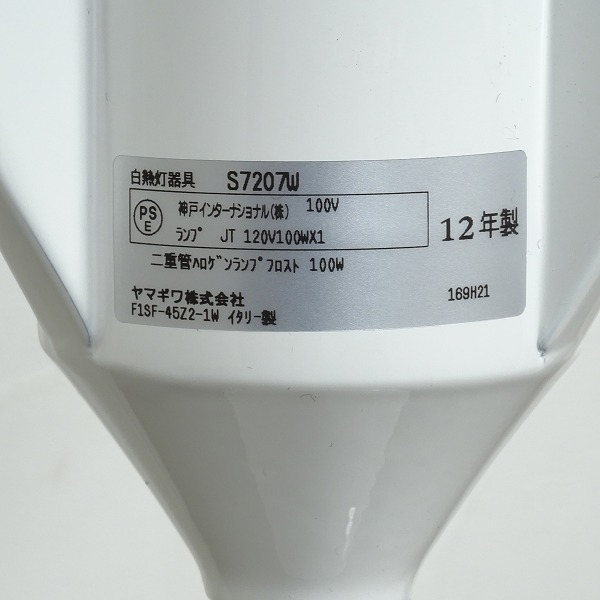 白熱灯器具 S7207W
PS
E
神戸インターナショナル(株) 100V
ランプ JT 120V100WX1
12年製
二重管ハロゲンランプフロスト 100W
ヤマギワ株式会社
169H21
F1SF-45Z2-1W イタリー製